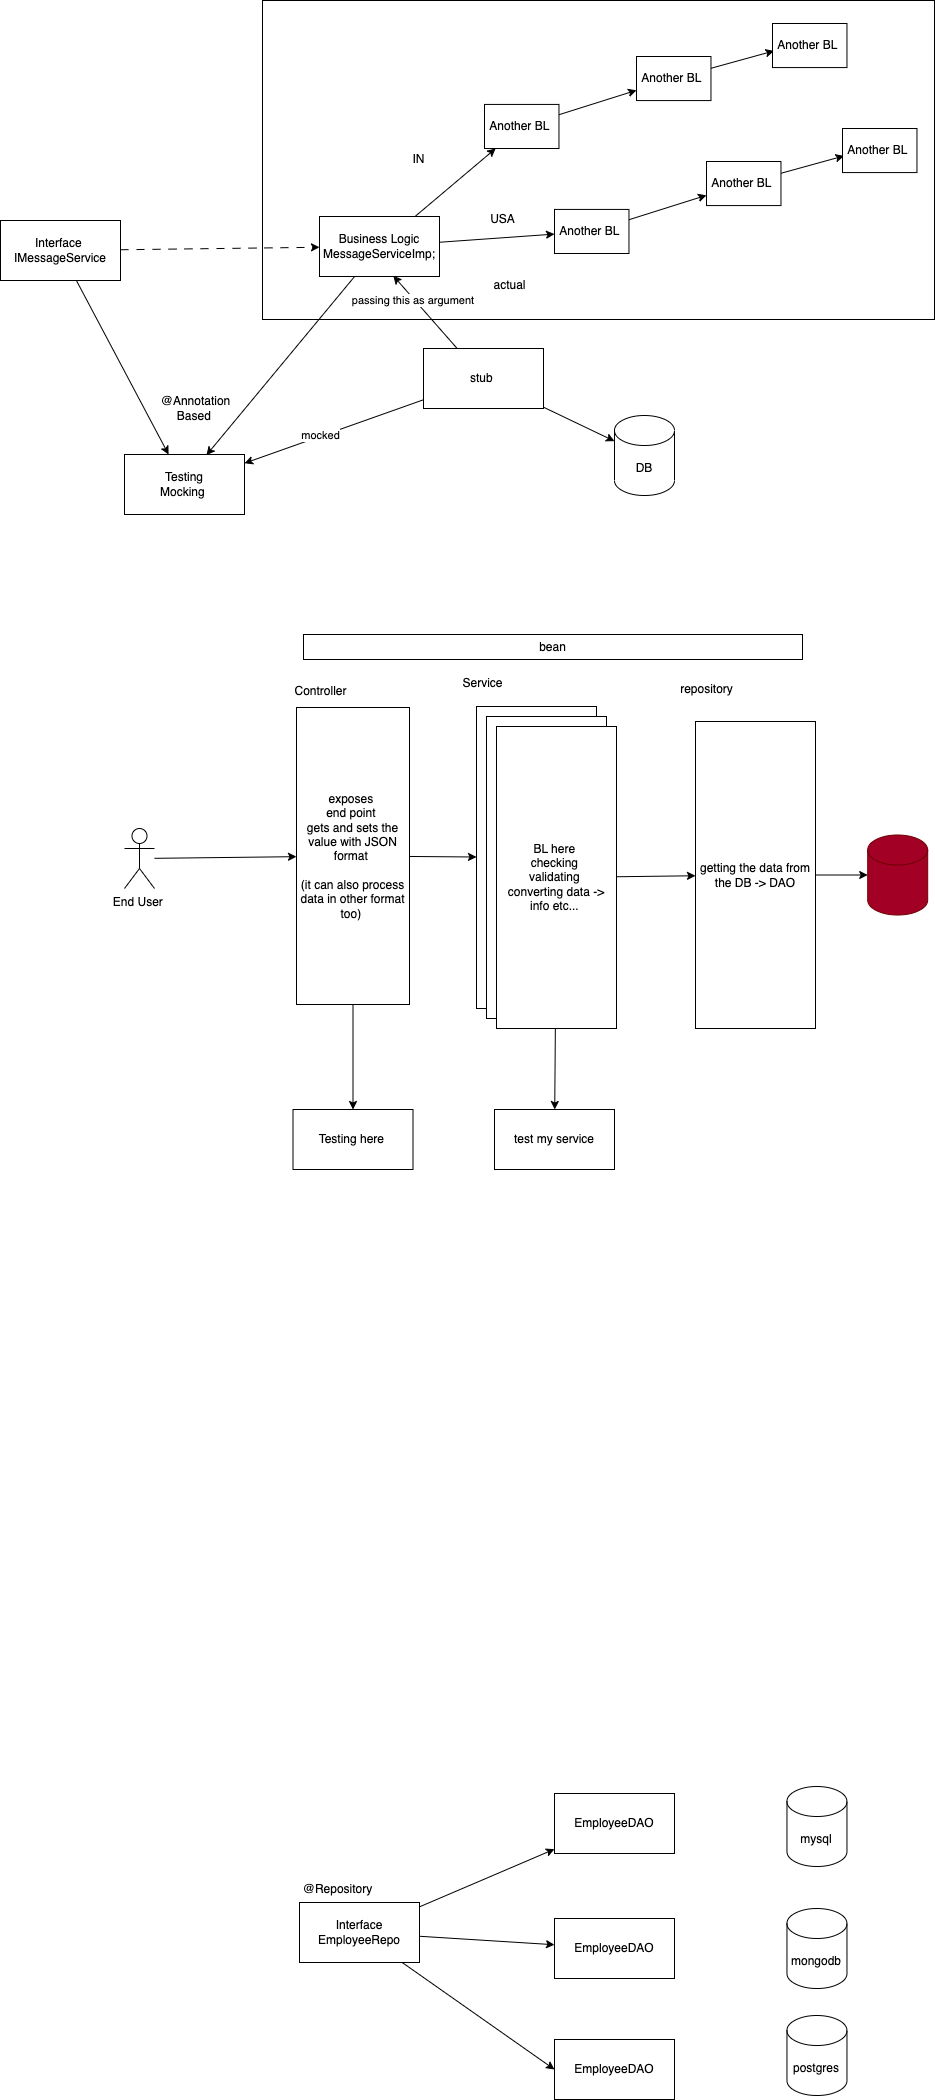 Another BL
Another BL
Another BL
Another BL
Another BL
Another BL
IN
USA
Interface
IMessageService
Business Logic
MessageServiceImp;
actual
passing this as argument
stub
@Annotation
Based
mocked
DB
Testing
Mocking
bean
Controller
Service
repository
exposes
end point
gets and sets the
value with JSON
format
(it can also process
data in other format
too)
BL here
checking
validating
converting data ->
info etc...
getting the data from
the DB -> DAO
End User
Testing here
test my service
EmployeeDAO
mysql
@Repository
Interface
EmployeeRepo
EmployeeDAO
mongodb
EmployeeDAO
postgres